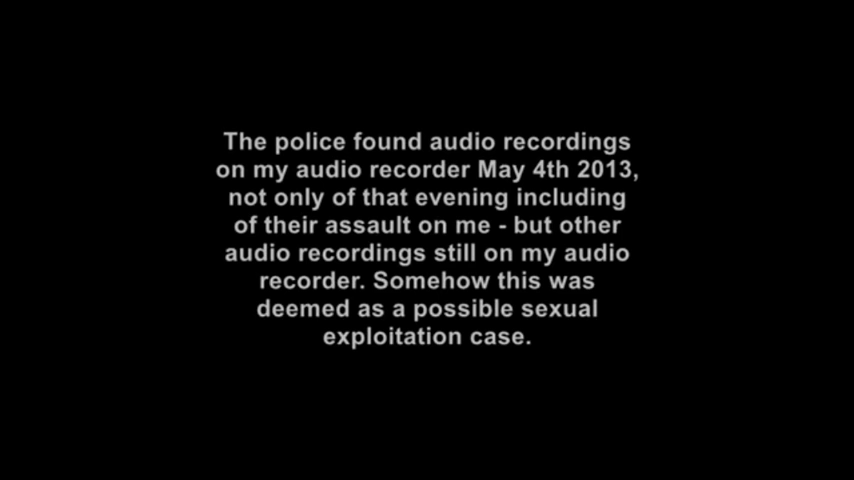 The police found audio recordings
on my audio recorder May 4th 2013,
not only of that evening including
of their assault on me - but other
audio recordings still on my audio
recorder. Somehow this was
deemed as a possible sexual
exploitation case.